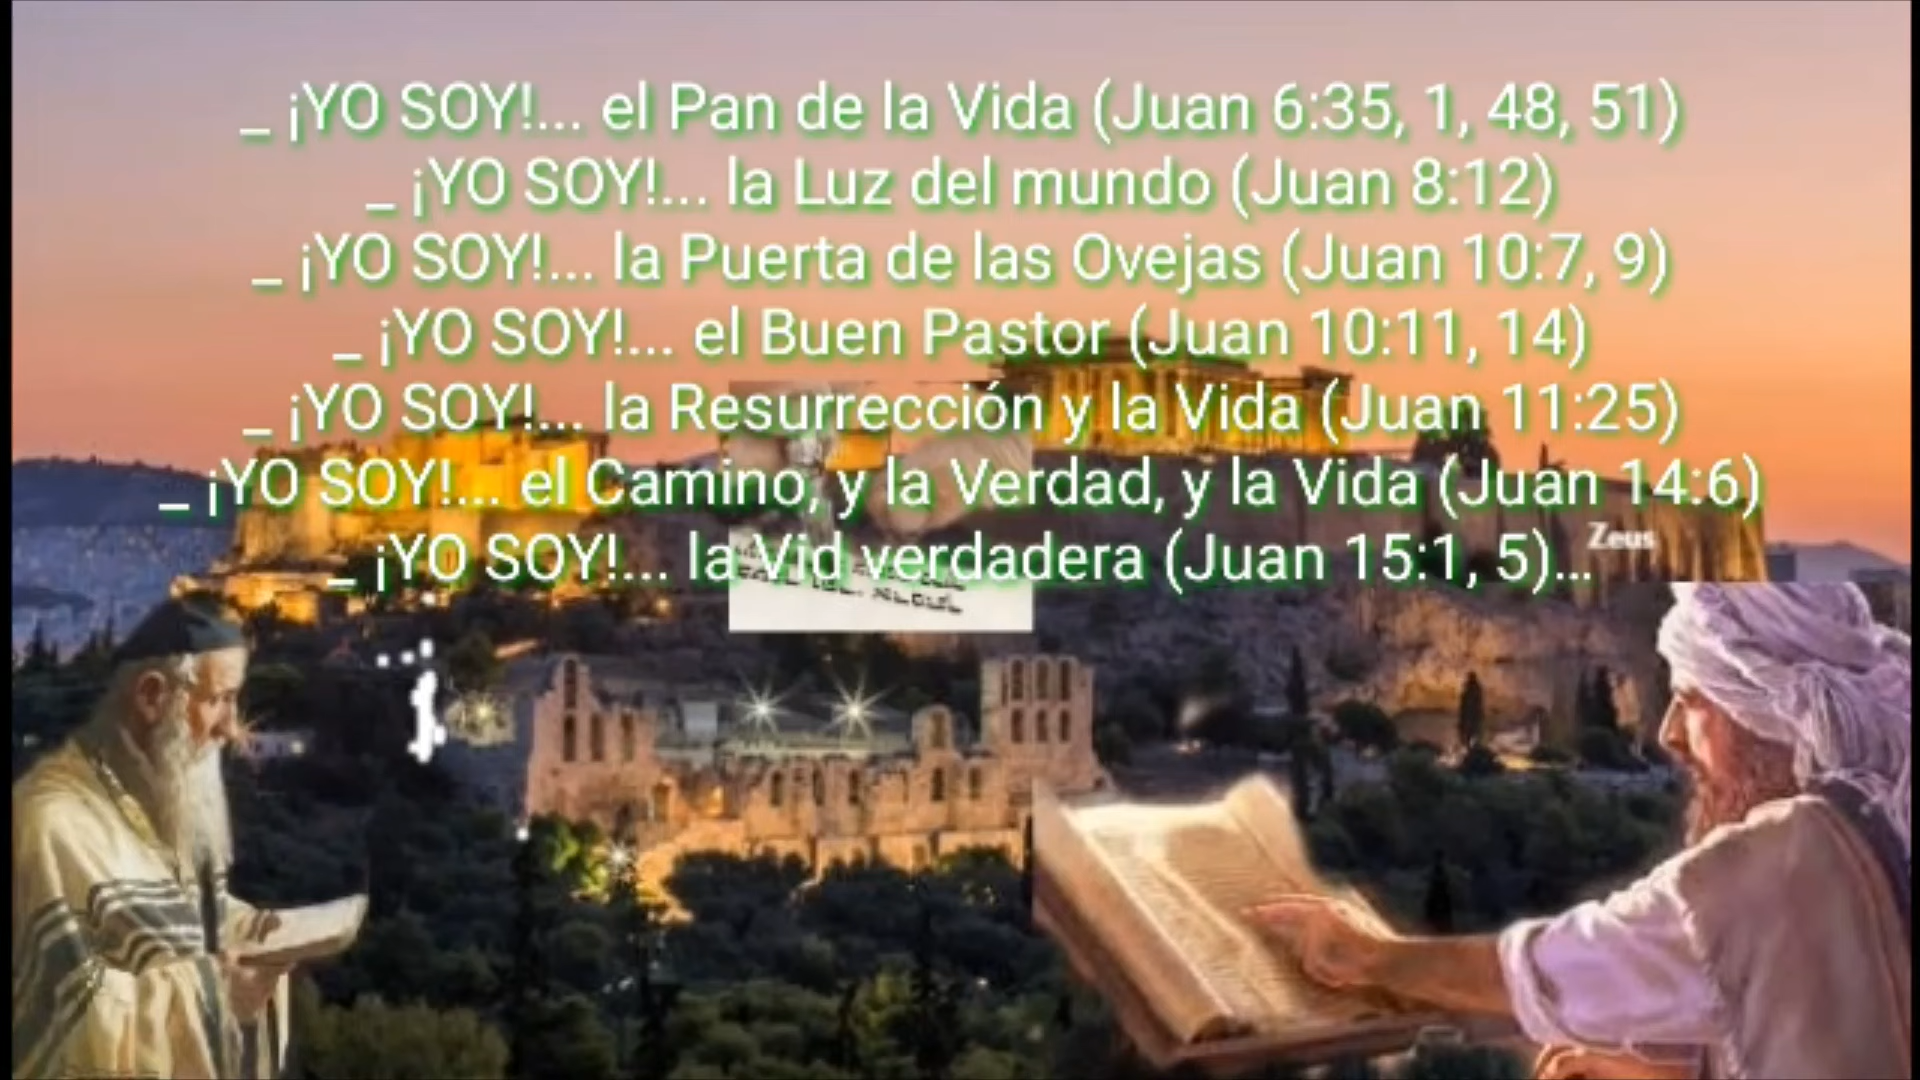 _ ¡YO SOY!... el Pan de la Vida (Juan 6:35, 1, 48, 51)
_ ¡YO SOY!... la Luz del mundo (Juan 8:12)
_ ¡YO SOY!... la Puerta de las Ovejas (Juan 10:7, 9)
_ ¡YO SOY!... el Buen Pastor (Juan 10:11, 14)
_ ¡YO SOY!... la Resurrección y la Vida (Juan 11:25)
_ ¡YO SOY!... el Camino, y la Verdad, y la Vida (Juan 14:6)
_ ¡YO SOY!... la Vid verdadera (Juan 15:1, 5)...
Zeus